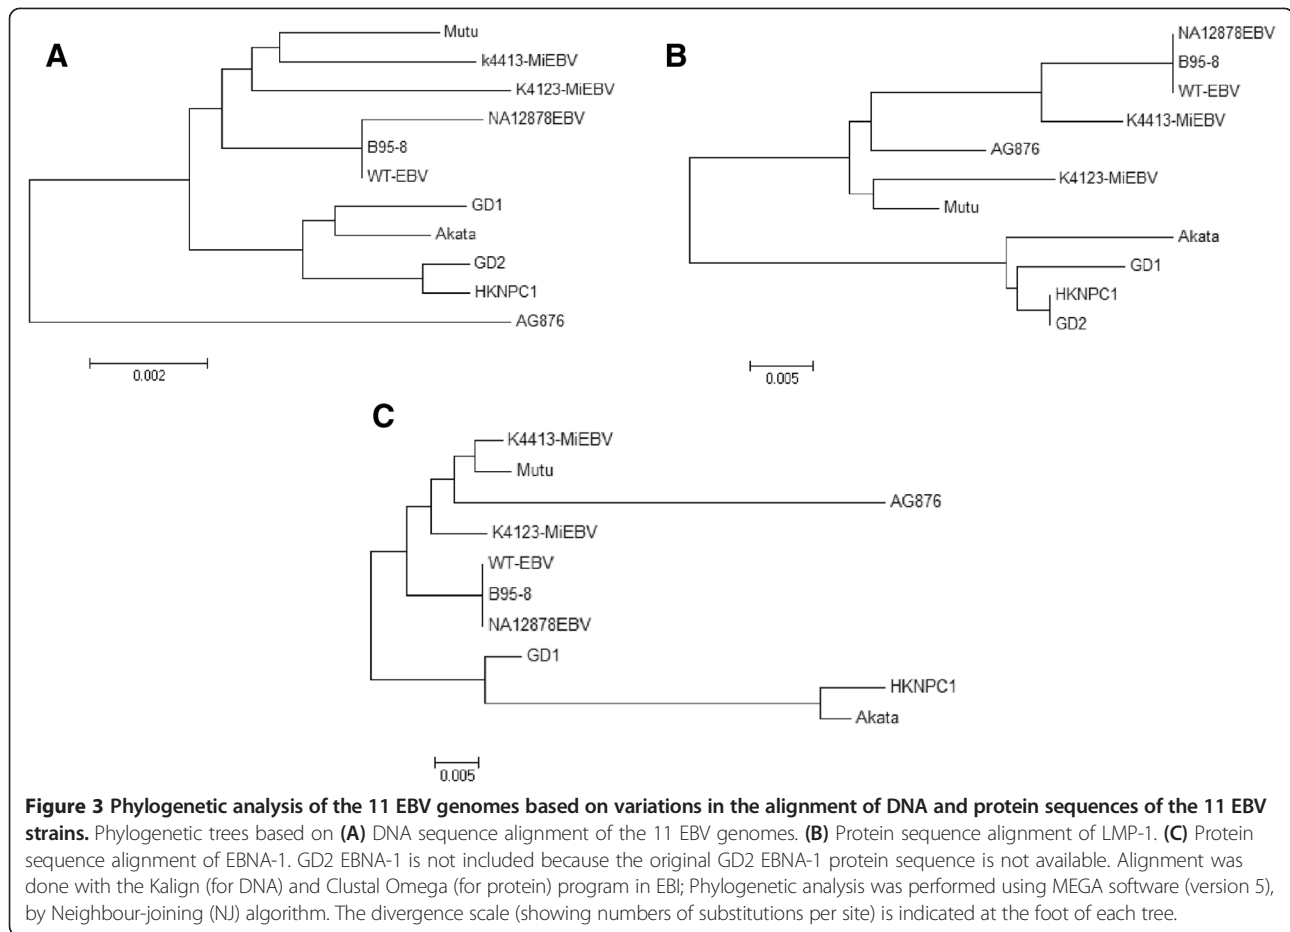 A
Mutu
k4413-MiEBV
K4123-MiEBV
NA12878EBV
B95-8
WT-EBV
GD1
Akata
GD2
HKNPC1
AG876
0.002
B
NA12878EBV
B95-8
WT-EBV
K4413-MiEBV
AG876
K4123-MiEBV
Mutu
Akata
GD1
HKNPC1
GD2
0.005
C
K4413-MiEBV
Mutu
AG876
K4123-MiEBV
WT-EBV
B95-8
NA12878EBV
GD1
HKNPC1
Akata
0.005
Figure 3 Phylogenetic analysis of the 11 EBV genomes based on variations in the alignment of DNA and protein sequences of the 11 EBV
strains. Phylogenetic trees based on (A) DNA sequence alignment of the 11 EBV genomes. (B) Protein sequence alignment of LMP-1. (C) Protein
sequence alignment of EBNA-1. GD2 EBNA-1 is not included because the original GD2 EBNA-1 protein sequence is not available. Alignment was
done with the Kalign (for DNA) and Clustal Omega (for protein) program in EBI; Phylogenetic analysis was performed using MEGA software (version 5),
by Neighbour-joining (NJ) algorithm. The divergence scale (showing numbers of substitutions per site) is indicated at the foot of each tree.